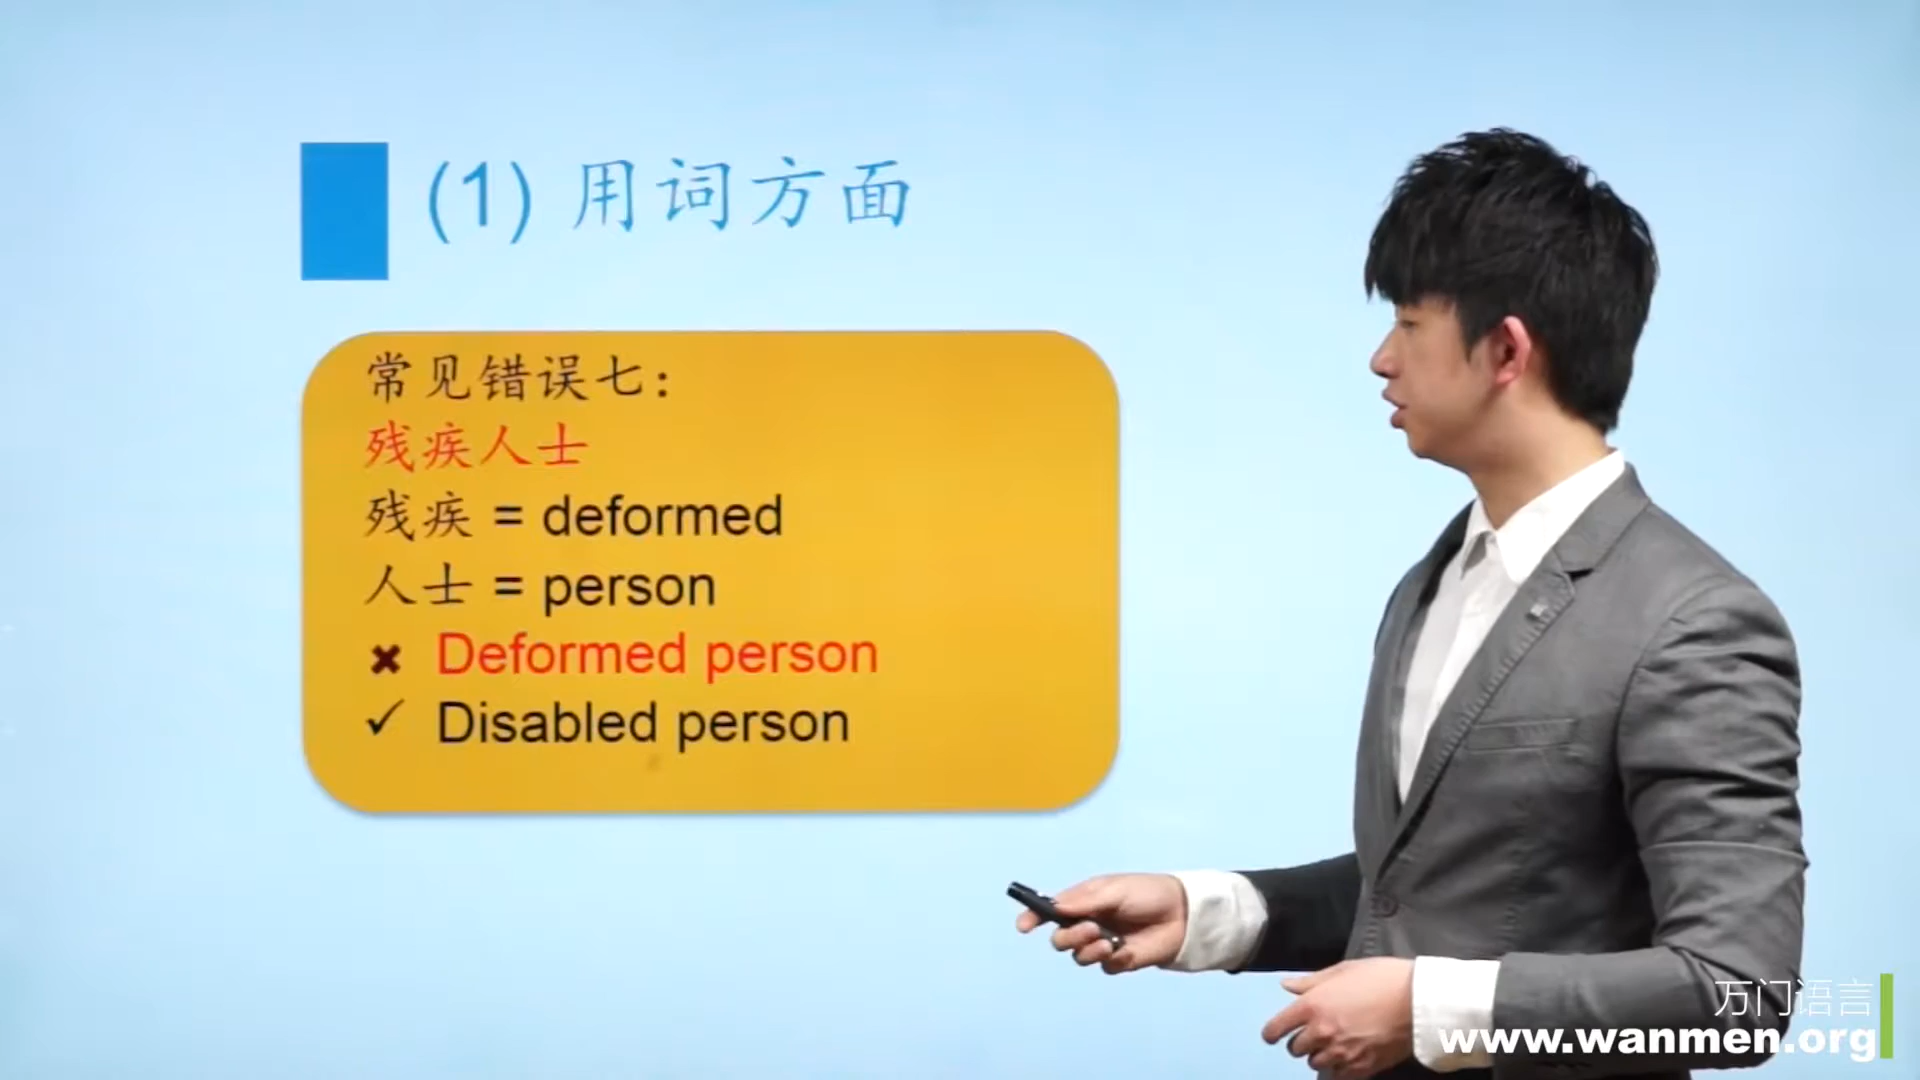 (1) 用词方面
常见错误七：
残疾人士
残疾 = deformed
人士 = person
✖ Deformed person
✓ Disabled person
万门语言
www.wanmen.org